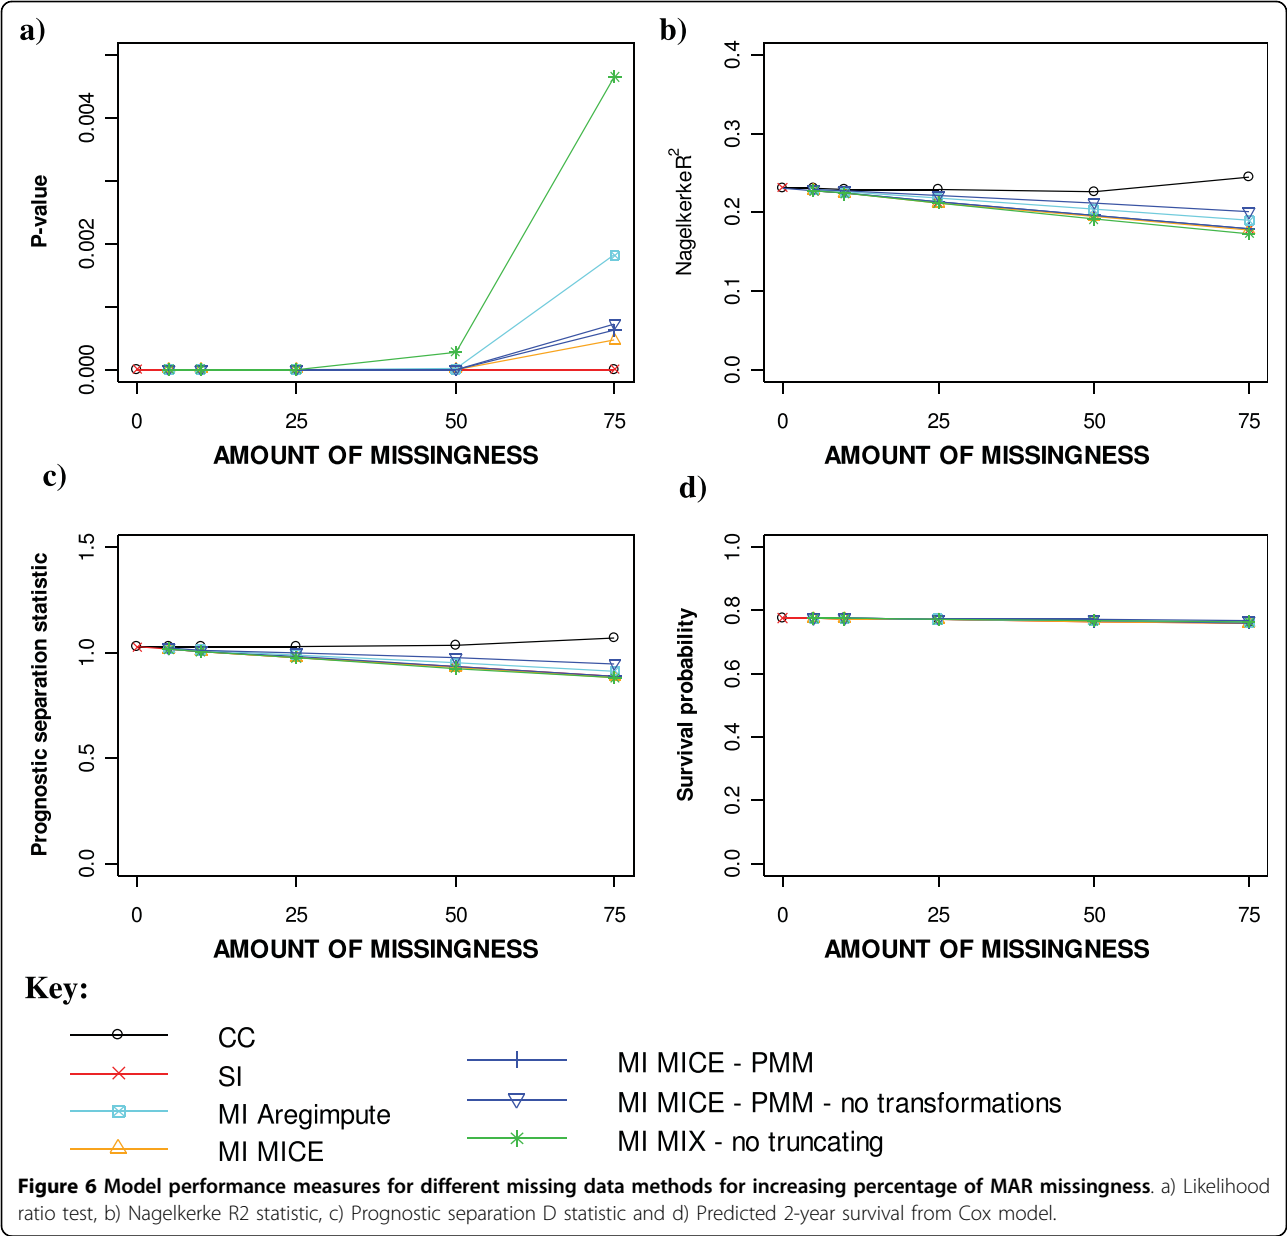 a)
P-value
0.004
0.002
0.000
0 25 50 75
AMOUNT OF MISSINGNESS
b)
NagelkerkeR2
0.4
0.3
0.2
0.1
0.0
0 25 50 75
AMOUNT OF MISSINGNESS
c)
Prognostic separation statistic
1.5
1.0
0.5
0.0
0 25 50 75
AMOUNT OF MISSINGNESS
d)
Survival probability
1.0
0.8
0.6
0.4
0.2
0.0
0 25 50 75
AMOUNT OF MISSINGNESS
Key:
CC
SI
MI Aregimpute
MI MICE
MI MICE - PMM
MI MICE - PMM - no transformations
MI MIX - no truncating
Figure 6 Model performance measures for different missing data methods for increasing percentage of MAR missingness. a) Likelihood
ratio test, b) Nagelkerke R2 statistic, c) Prognostic separation D statistic and d) Predicted 2-year survival from Cox model.